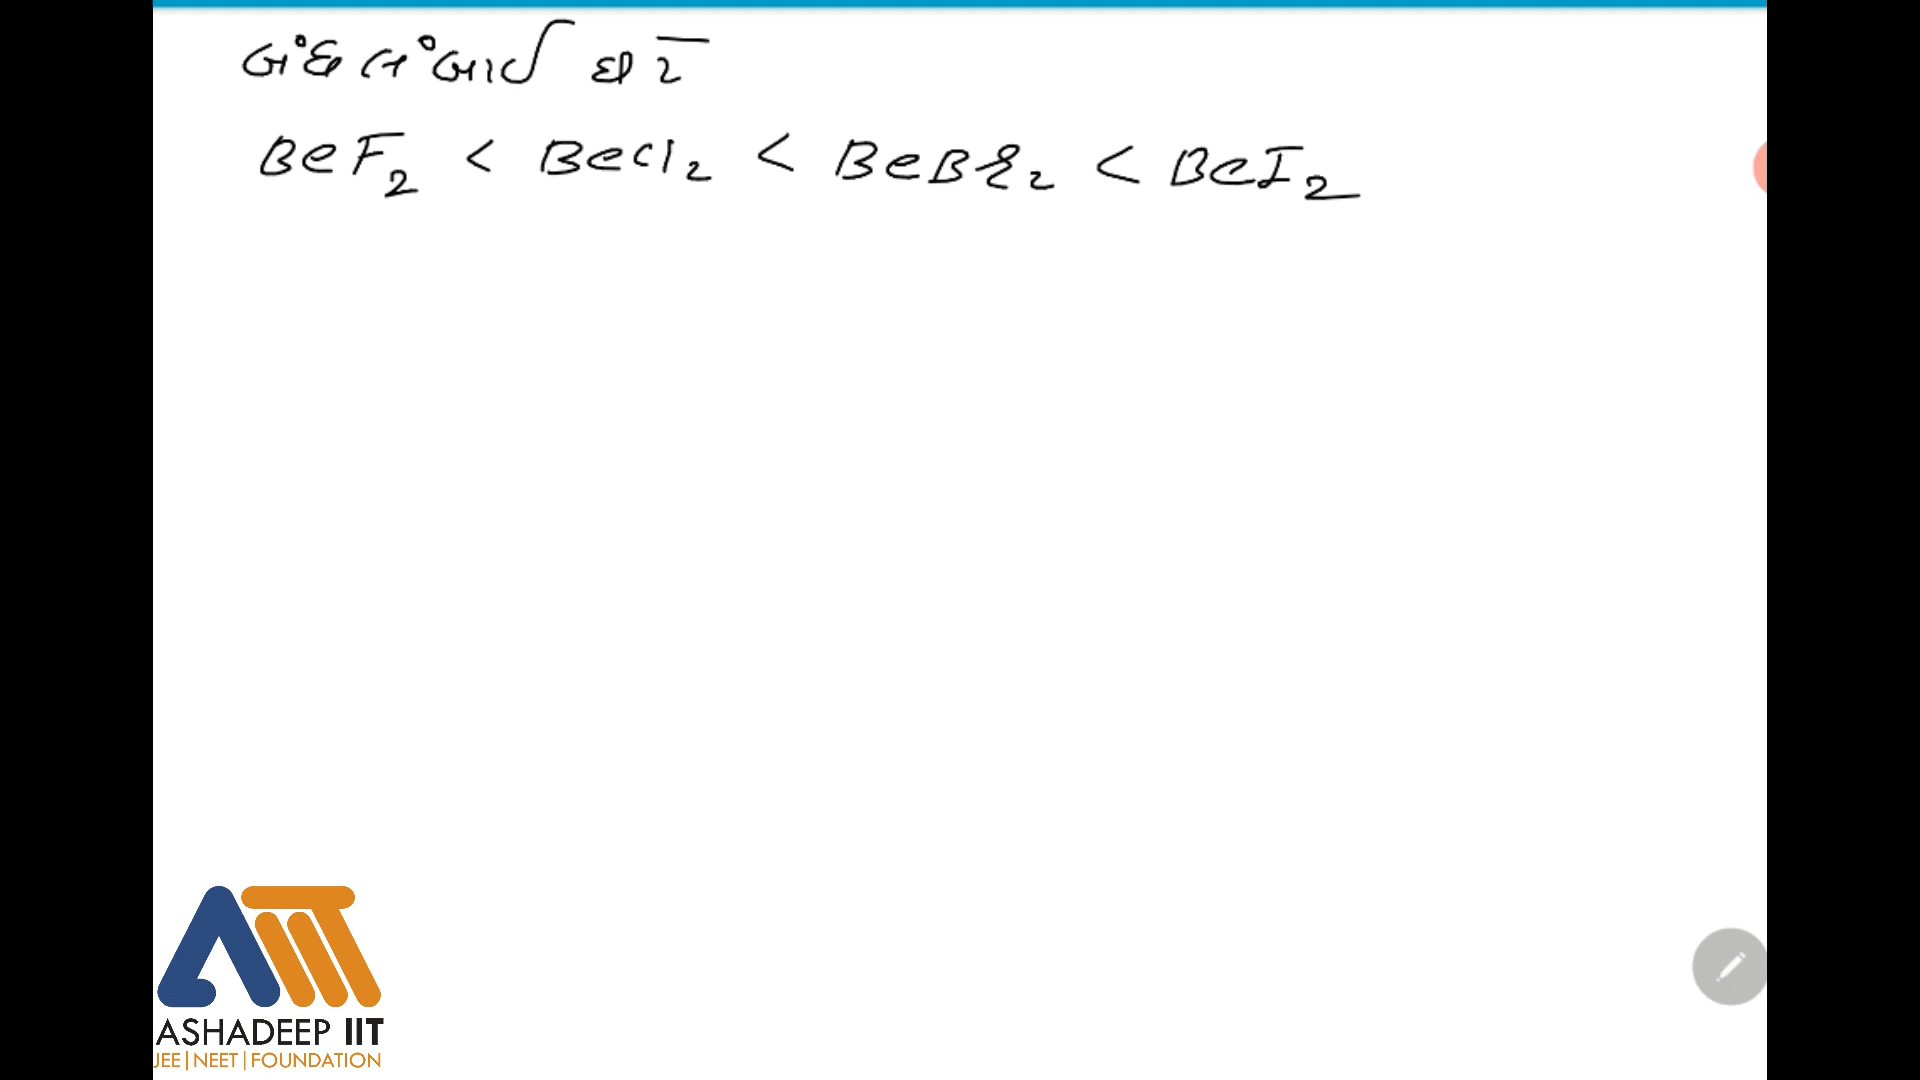 BeF₂ < BeCl₂ < BeBr₂ < BeI₂
ASHADEEP IIT
JEE|NEET|FOUNDATION